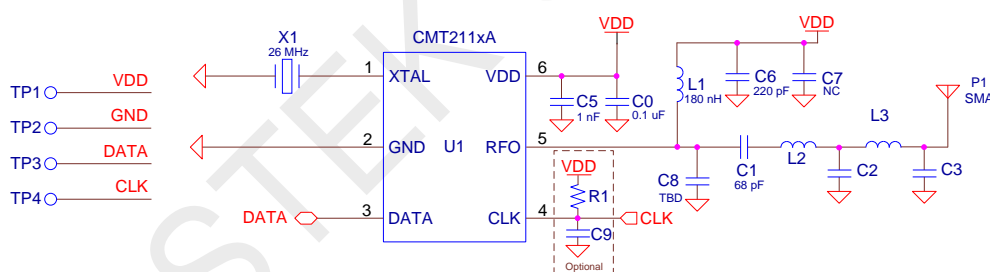 TP1
VDD
TP2
GND
TP3
DATA
TP4
CLK
X1
26 MHz
CMT211xA
1
XTAL
VDD
6
2
GND
U1
RFO
5
3
DATA
CLK
4
DATA
VDD
C5
1 nF
C0
0.1 uF
VDD
R1
C9
Optional
CLK
L1
180 nH
VDD
C6
220 pF
C7
NC
C8
TBD
C1
68 pF
L2
C2
L3
C3
P1
SMA
STEK